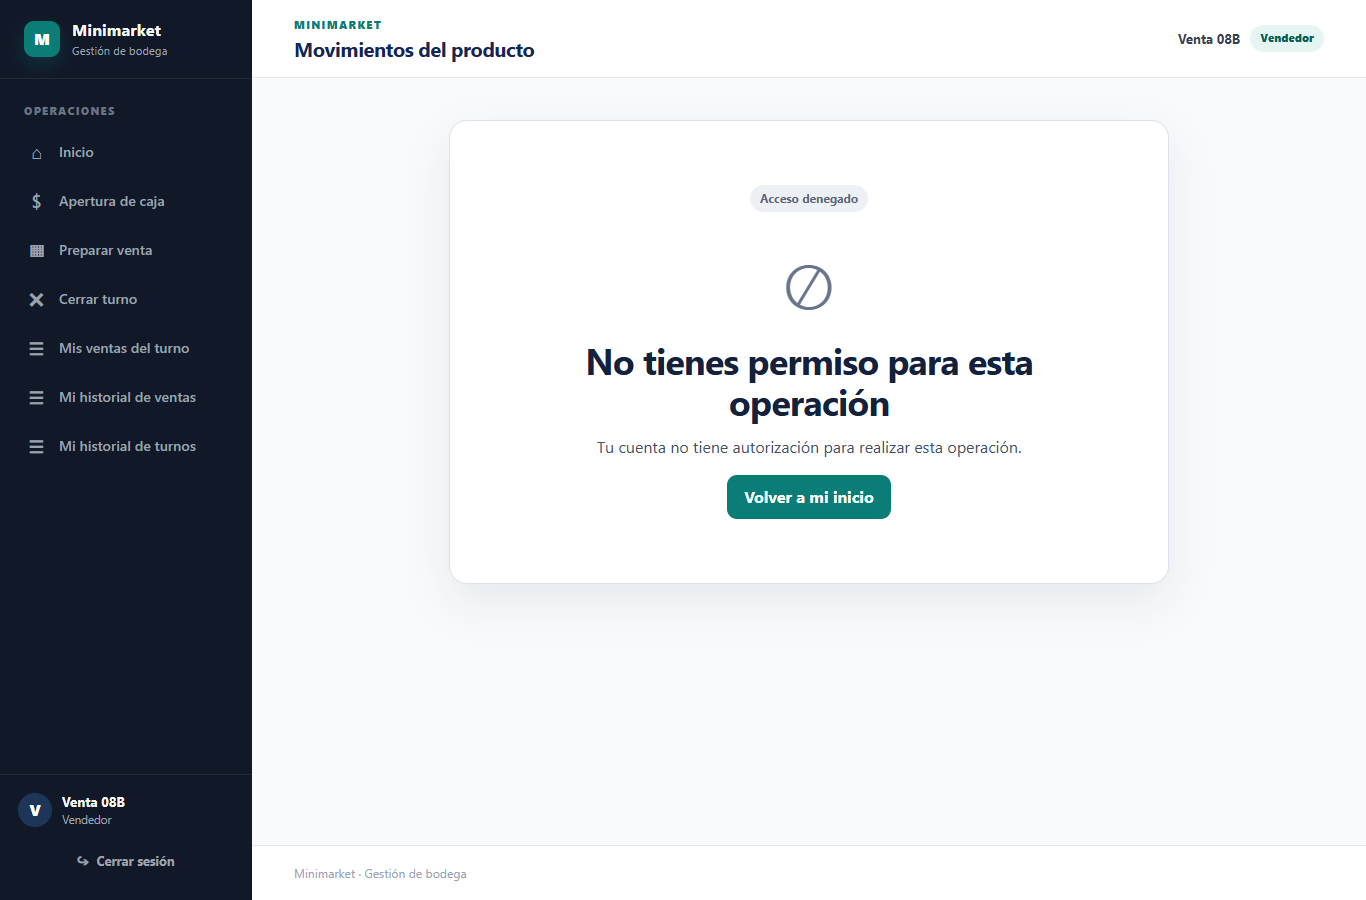 M
Minimarket
Gestión de bodega
OPERACIONES
Inicio
$ Apertura de caja
Preparar venta
Cerrar turno
Mis ventas del turno
Mi historial de ventas
Mi historial de turnos
V
Venta 08B
Vendedor
Cerrar sesión
MINIMARKET
Movimientos del producto
Venta 08B Vendedor
Acceso denegado
No tienes permiso para esta
operación
Tu cuenta no tiene autorización para realizar esta operación.
Volver a mi inicio
Minimarket · Gestión de bodega